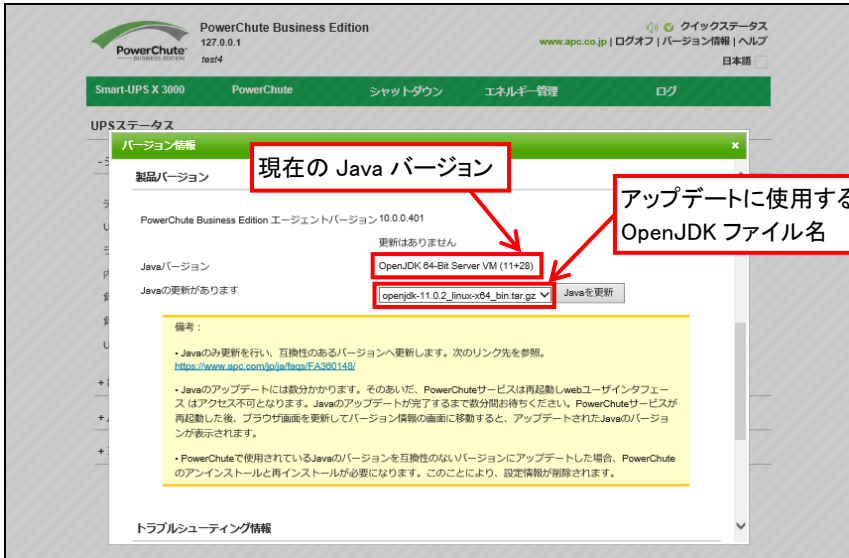 PowerChute Business Edition
127.0.0.1
test4
PowerChute
BUSINESS EDITION
クイックステータス
www.apc.co.jp | ログオフ | バージョン情報 | ヘルプ
日本語
Smart-UPS X 3000 PowerChute シャットダウン エネルギー管理 ログ
UPSステータス
バージョン情報 ×
製品バージョン
現在の Java バージョン
アップデートに使用する
OpenJDK ファイル名
PowerChute Business Edition エージェントバージョン 10.0.0.401
更新はありません
Javaバージョン OpenJDK 64-Bit Server VM (11+28)
Javaの更新があります openjdk-11.0.2_linux-x64_bin.tar.gz Javaを更新
備考：
・Javaのみ更新を行い、互換性のあるバージョンへ更新します。次のリンク先を参照。
https://www.apc.com/jp/ja/faqs/FA360148/
・Javaのアップデートには数分かかります。そのあいだ、PowerChuteサービスは再起動しwebユーザインタフェー
ス はアクセス不可となります。Javaのアップデートが完了するまで数分間お待ちください。PowerChuteサービスが
再起動した後、ブラウザ画面を更新してバージョン情報の画面に移動すると、アップデートされたJavaのバージョ
ンが表示されます。
・PowerChuteで使用されているJavaのバージョンを互換性のないバージョンにアップデートした場合、PowerChute
のアンインストールと再インストールが必要になります。このことにより、設定情報が削除されます。
トラブルシューティング情報